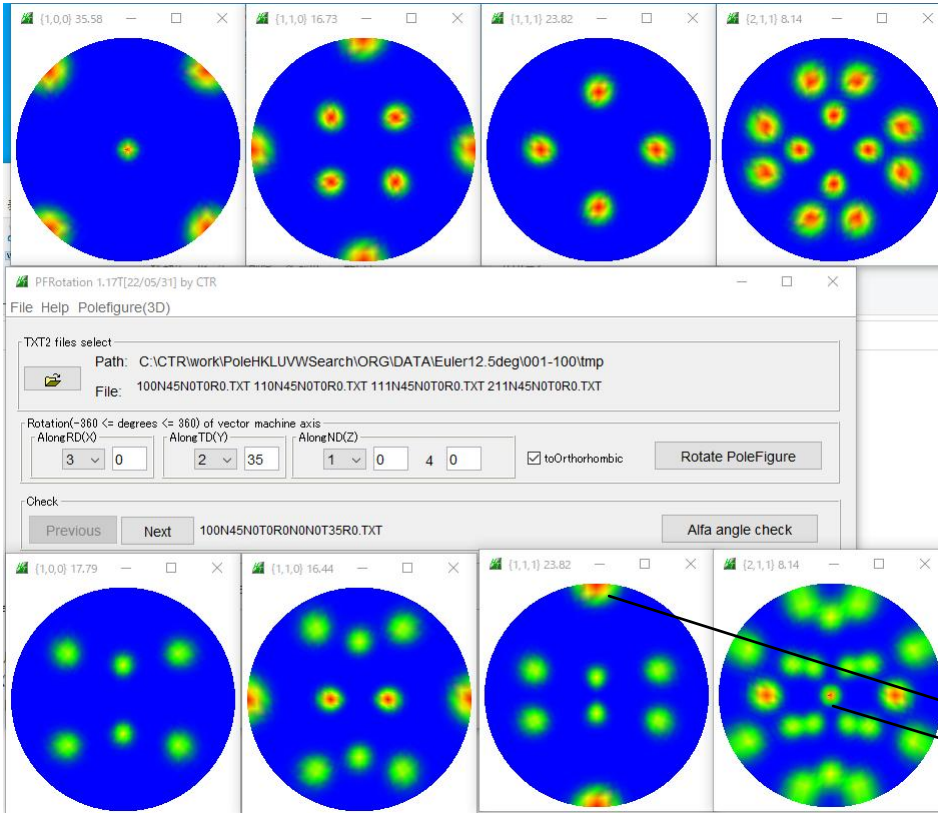 {1,0,0} 35.58
{1,1,0} 16.73
{1,1,1} 23.82
{2,1,1} 8.14
PFRotation 1.17T[22/05/31] by CTR
File Help Polefigure(3D)
TXT2 files select
Path: C:\CTR\work\PoleHKLUVWSearch\ORG\DATA\Euler12.5deg\001-100\tmp
File: 100N45N0T0R0.TXT 110N45N0T0R0.TXT 111N45N0T0R0.TXT 211N45N0T0R0.TXT
Rotation(-360 <= degrees <= 360) of vector machine axis
AlongRD(X) AlongTD(Y) AlongND(Z)
3 0 2 35 1 0 4 0 toOrthorhombic Rotate PoleFigure
Check
Previous Next 100N45N0T0R0N0N0T35R0.TXT Alfa angle check
{1,0,0} 17.79
{1,1,0} 16.44
{1,1,1} 23.82
{2,1,1} 8.14